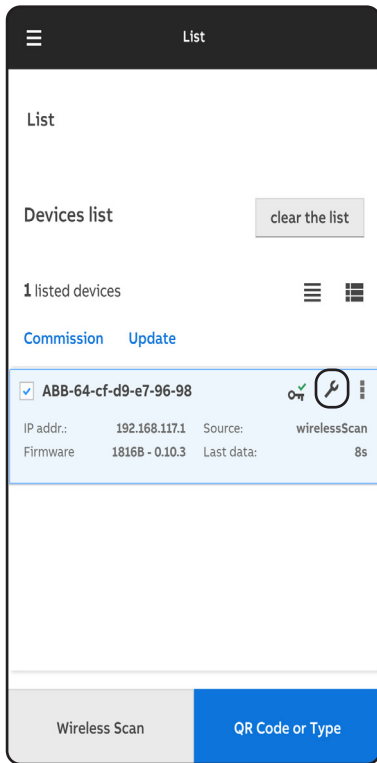 List
List
Devices list clear the list
1 listed devices
Commission Update
ABB-64-cf-d9-e7-96-98
IP addr.: 192.168.117.1 Source: wirelessScan
Firmware 1816B - 0.10.3 Last data: 8s
Wireless Scan QR Code or Type